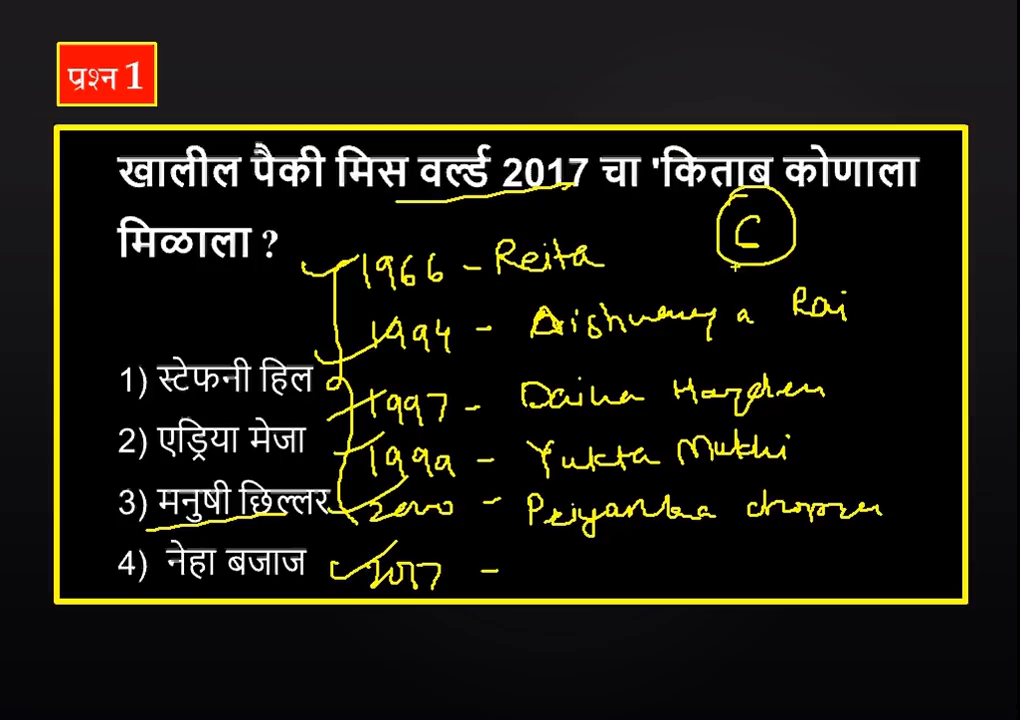 प्रश्न 1
खालील पैकी मिस वर्ल्ड 2017 चा 'किताब कोणाला
मिळाला ?
C
1966 - Reita
1994 - Aishwarya Rai
1) स्टेफनी हिल
1997 - Daina Hayden
2) एड्रिया मेजा
1999 - Yukta Mukhi
3) मनुषी छिल्लर
2000 - Priyanka chopra
4) नेहा बजाज
2017 -